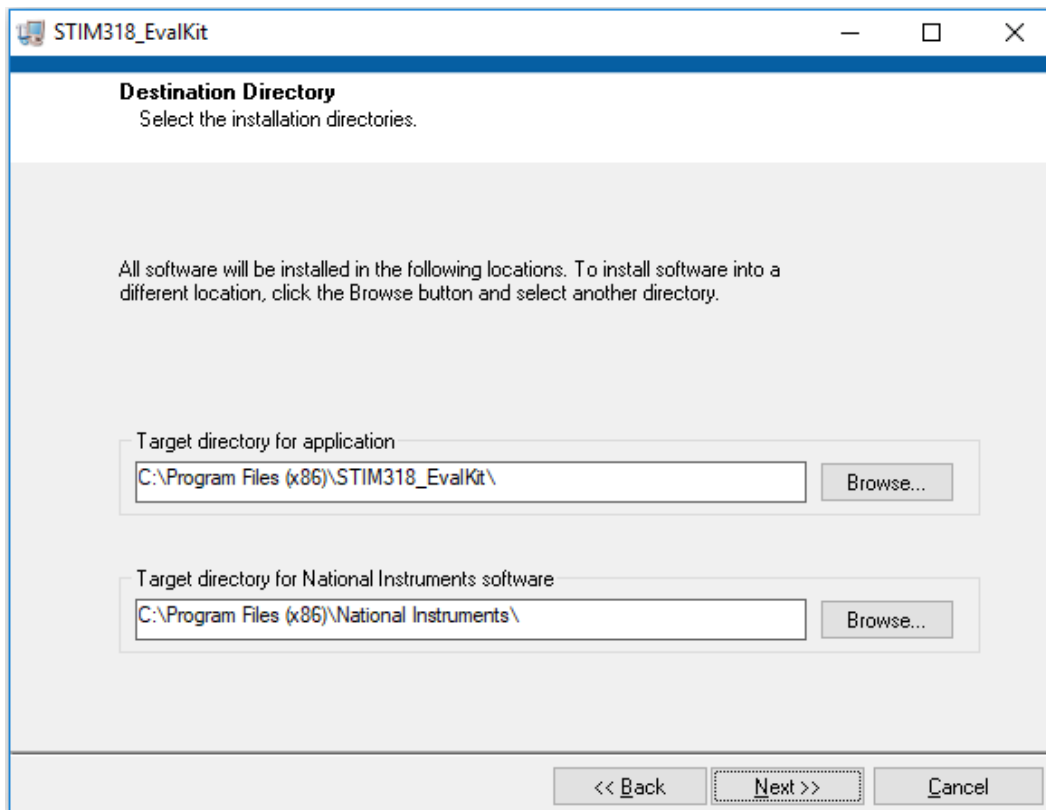 STIM318_EvalKit
Destination Directory
Select the installation directories.
All software will be installed in the following locations. To install software into a
different location, click the Browse button and select another directory.
Target directory for application
C:\Program Files (x86)\STIM318_EvalKit\
Browse...
Target directory for National Instruments software
C:\Program Files (x86)\National Instruments\
Browse...
<< Back
Next >>
Cancel